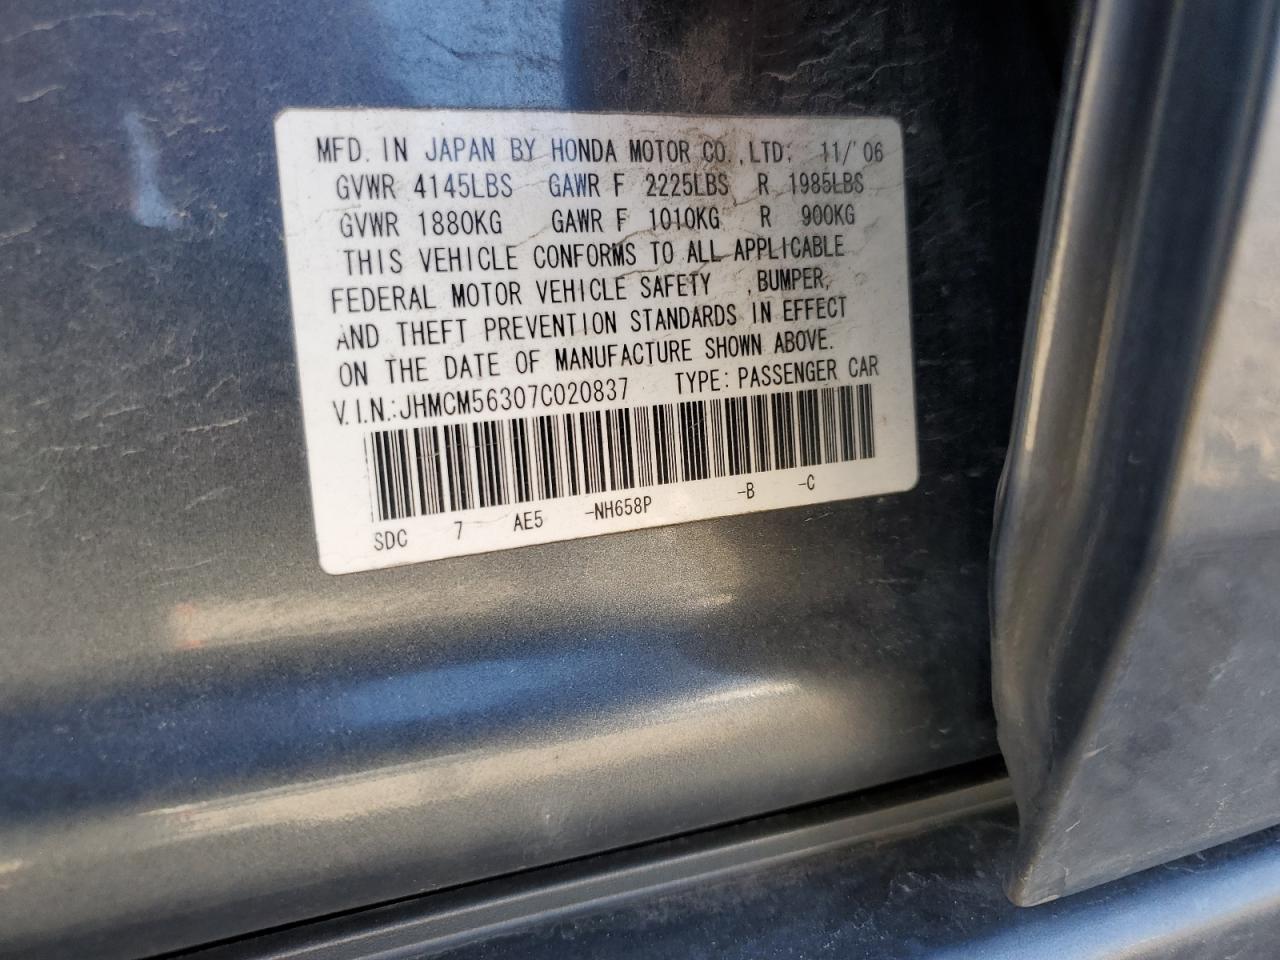 MFD. IN JAPAN BY HONDA MOTOR CO.,LTD. 11/'06
GVWR 4145LBS GAWR F 2225LBS R 1985LBS
GVWR 1880KG GAWR F 1010KG R 900KG
THIS VEHICLE CONFORMS TO ALL APPLICABLE
FEDERAL MOTOR VEHICLE SAFETY ,BUMPER,
AND THEFT PREVENTION STANDARDS IN EFFECT
ON THE DATE OF MANUFACTURE SHOWN ABOVE.
V.I.N.:JHMCM56307C020837 TYPE: PASSENGER CAR
SDC 7 AE5 -NH658P -B -C